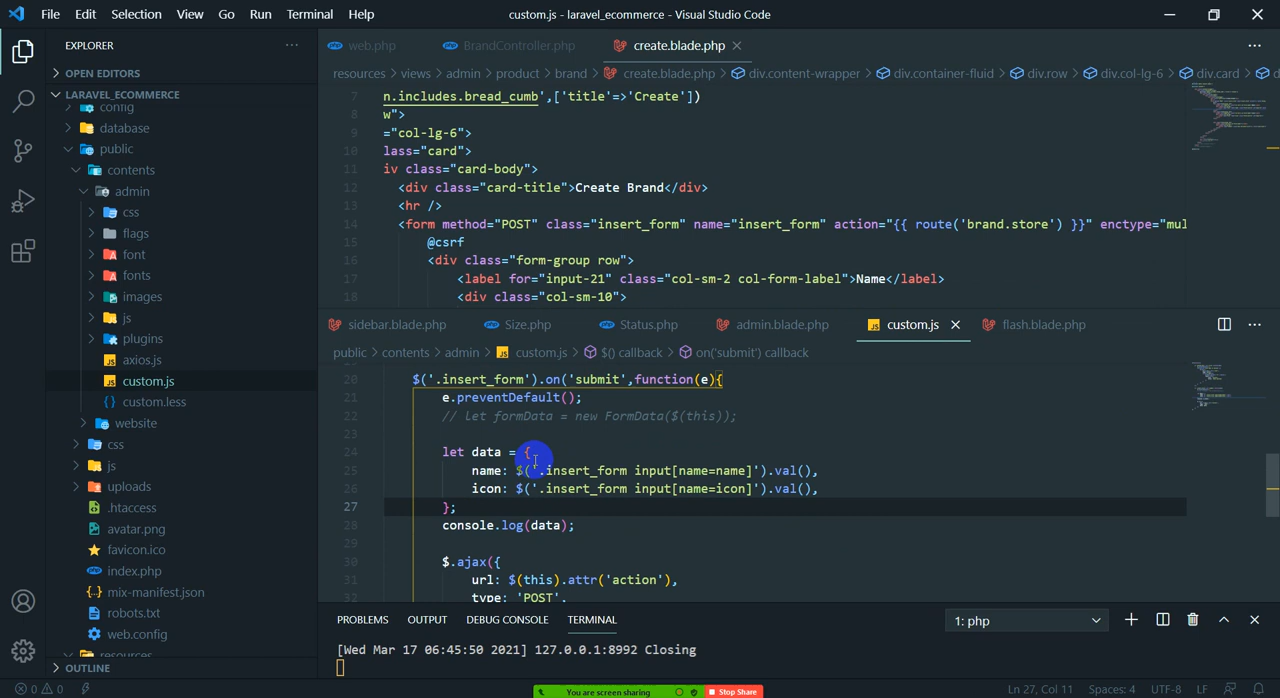 File Edit Selection View Go Run Terminal Help
custom.js - laravel_ecommerce - Visual Studio Code
EXPLORER
OPEN EDITORS
LARAVEL_ECOMMERCE
config
database
public
contents
admin
css
flags
font
fonts
images
js
plugins
axios.js
custom.js
custom.less
website
css
js
uploads
.htaccess
avatar.png
favicon.ico
index.php
mix-manifest.json
robots.txt
web.config
resources
OUTLINE
web.php BrandController.php create.blade.php
resources > views > admin > product > brand > create.blade.php > div.content-wrapper > div.container-fluid > div.row > div.col-lg-6 > div.card >
7 n.includes.bread_cumb',['title'=>'Create'])
8 w">
9 ="col-lg-6">
10 lass="card">
11 iv class="card-body">
12 <div class="card-title">Create Brand</div>
13 <hr />
14 <form method="POST" class="insert_form" name="insert_form" action="{{ route('brand.store') }}" enctype="mul
15 @csrf
16 <div class="form-group row">
17 <label for="input-21" class="col-sm-2 col-form-label">Name</label>
18 <div class="col-sm-10">
sidebar.blade.php Size.php Status.php admin.blade.php custom.js flash.blade.php
public > contents > admin > custom.js > $() callback > on('submit') callback
20 $('.insert_form').on('submit',function(e){
21 e.preventDefault();
22 // let formData = new FormData($(this));
23
24 let data = {
25 name: $('.insert_form input[name=name]').val(),
26 icon: $('.insert_form input[name=icon]').val(),
27 };
28 console.log(data);
29
30 $.ajax({
31 url: $(this).attr('action'),
32 type: 'POST',
PROBLEMS OUTPUT DEBUG CONSOLE TERMINAL
1: php
[Wed Mar 17 06:45:50 2021] 127.0.0.1:8992 Closing
You are screen sharing Stop Share
0 0
Ln 27, Col 11 Spaces: 4 UTF-8 LF